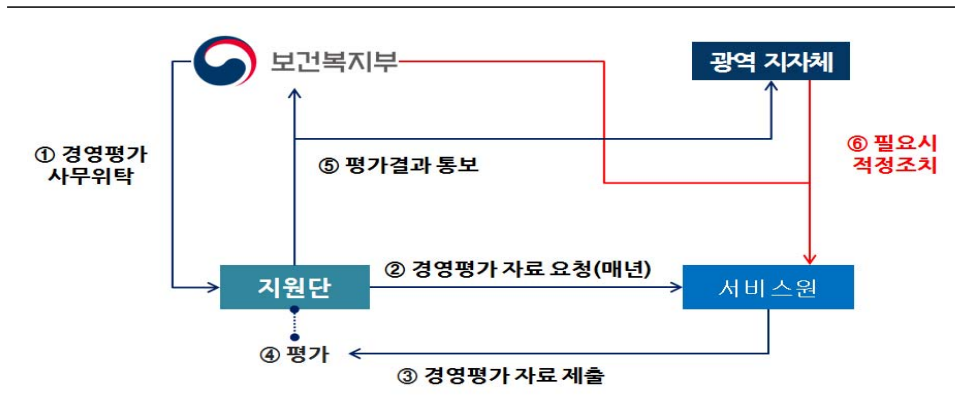 보건복지부
광역 지자체
① 경영평가
사무위탁
⑤ 평가결과 통보
⑥ 필요시
적정조치
지원단
② 경영평가 자료 요청(매년)
서비스원
④ 평가
③ 경영평가 자료 제출